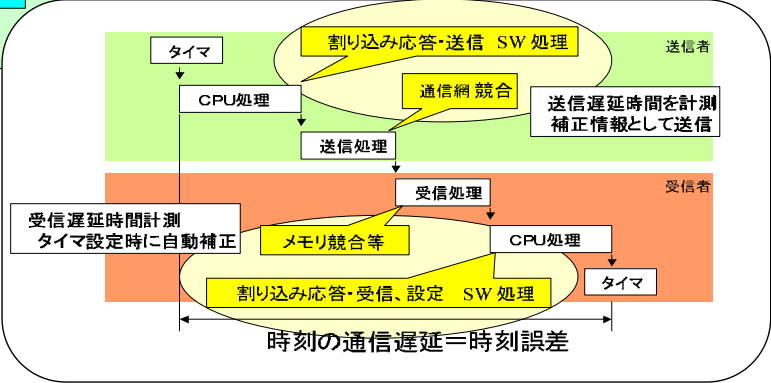 タイマ
割り込み応答・送信 SW 処理
送信者
CPU処理
通信網 競合
送信遅延時間を計測
補正情報として送信
送信処理
受信処理
受信者
受信遅延時間計測
タイマ設定時に自動補正
メモリ競合等
CPU処理
割り込み応答・受信、設定 SW 処理
タイマ
時刻の通信遅延=時刻誤差